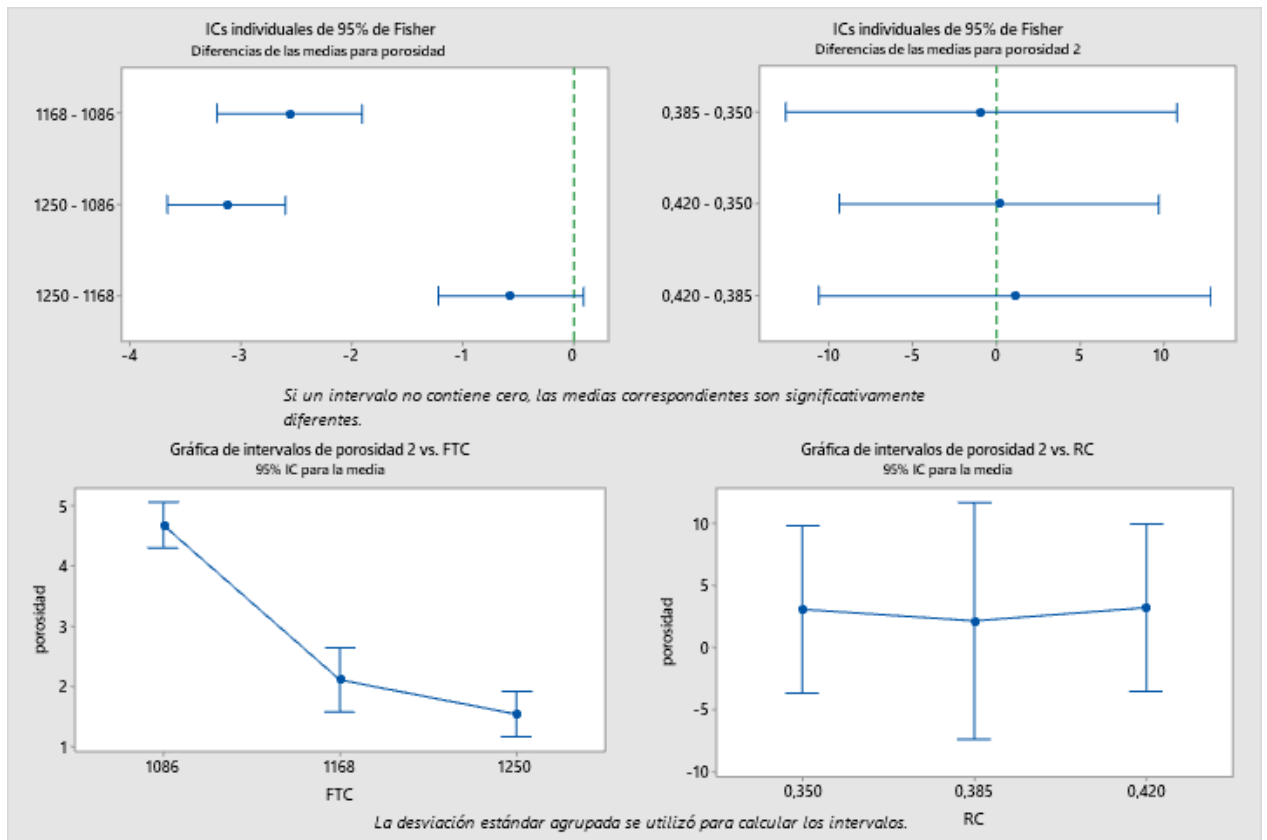 ICs individuales de 95% de Fisher
Diferencias de las medias para porosidad
1168 - 1086
1250 - 1086
1250 - 1168
-4 -3 -2 -1 0
ICs individuales de 95% de Fisher
Diferencias de las medias para porosidad 2
0,385 - 0,350
0,420 - 0,350
0,420 - 0,385
-10 -5 0 5 10
Si un intervalo no contiene cero, las medias correspondientes son significativamente
diferentes.
Gráfica de intervalos de porosidad 2 vs. FTC
95% IC para la media
porosidad
5
4
3
2
1
1086 1168 1250
FTC
Gráfica de intervalos de porosidad 2 vs. RC
95% IC para la media
porosidad
10
5
0
-5
-10
0,350 0,385 0,420
RC
La desviación estándar agrupada se utilizó para calcular los intervalos.